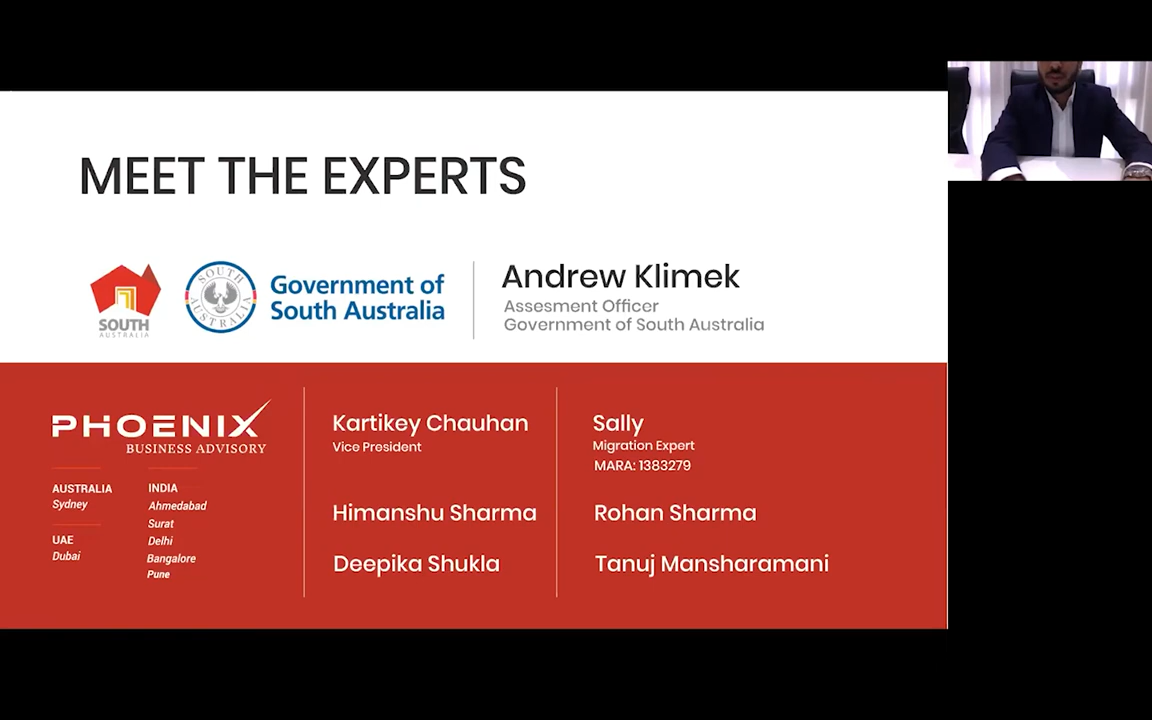 MEET THE EXPERTS
SOUTH
AUSTRALIA
SOUTH
AUSTRALIA
Government of
South Australia
Andrew Klimek
Assesment Officer
Government of South Australia
PHOENIX
BUSINESS ADVISORY
AUSTRALIA
Sydney
UAE
Dubai
INDIA
Ahmedabad
Surat
Delhi
Bangalore
Pune
Kartikey Chauhan
Vice President
Himanshu Sharma
Deepika Shukla
Sally
Migration Expert
MARA: 1383279
Rohan Sharma
Tanuj Mansharamani